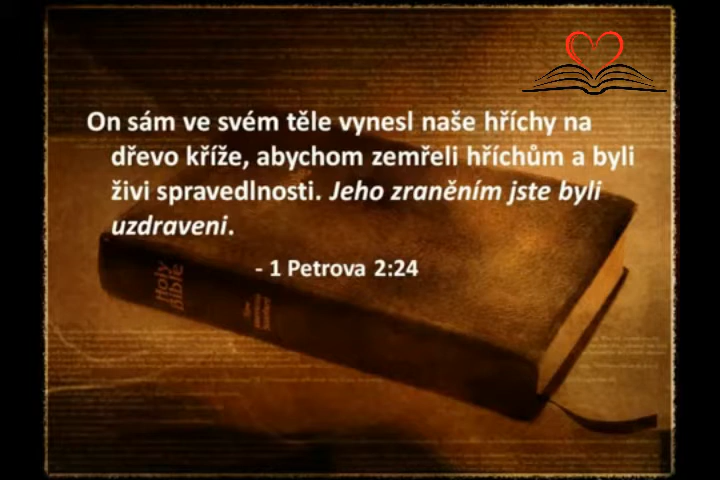 On sám ve svém těle vynesl naše hříchy na
dřevo kříže, abychom zemřeli hříchům a byli
živi spravedlnosti. Jeho zraněním jste byli
uzdraveni.
- 1 Petrova 2:24
Holy
Bible